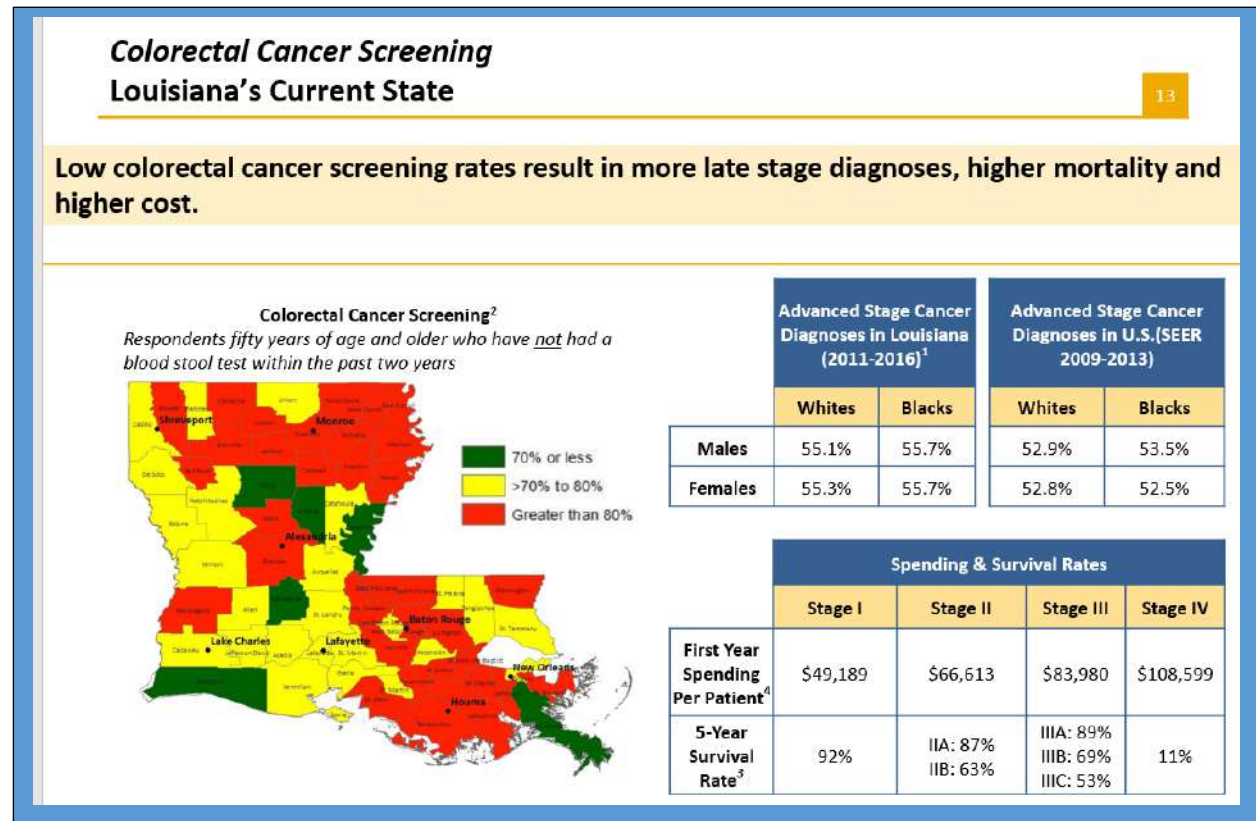 Colorectal Cancer Screening
Louisiana's Current State
13
Low colorectal cancer screening rates result in more late stage diagnoses, higher mortality and
higher cost.
Colorectal Cancer Screening2
Respondents fifty years of age and older who have not had a
blood stool test within the past two years
Shreveport
Monroe
Alexandria
Baton Rouge
Lake Charles
Lafayette
New Orleans
Houma
70% or less
>70% to 80%
Greater than 80%
Advanced Stage Cancer
Diagnoses in Louisiana
(2011-2016)1
Advanced Stage Cancer
Diagnoses in U.S.(SEER
2009-2013)
Whites Blacks Whites Blacks
Males 55.1% 55.7% 52.9% 53.5%
Females 55.3% 55.7% 52.8% 52.5%
Spending & Survival Rates
Stage I Stage II Stage III Stage IV
First Year
Spending
Per Patient4
$49,189 $66,613 $83,980 $108,599
5-Year
Survival
Rate3
92%
IIA: 87%
IIB: 63%
IIIA: 89%
IIIB: 69%
IIIC: 53%
11%